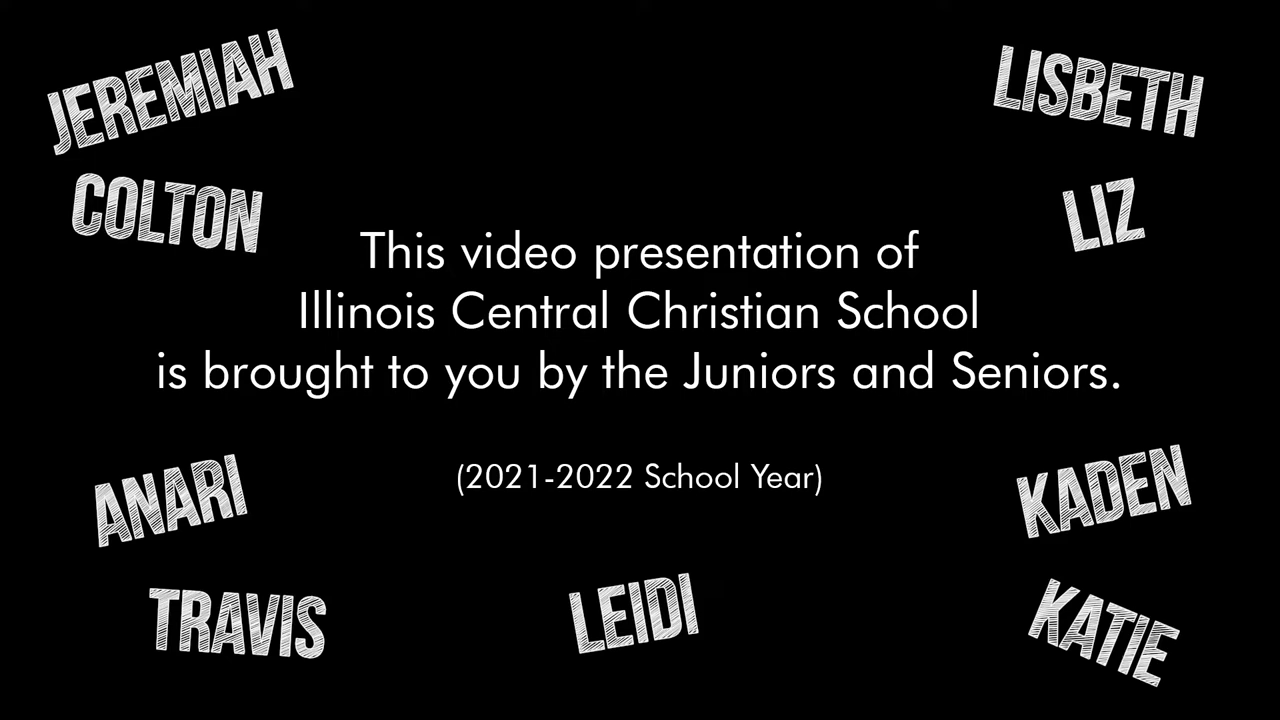 JEREMIAH
LISBETH
COLTON
LIZ
This video presentation of
Illinois Central Christian School
is brought to you by the Juniors and Seniors.
(2021-2022 School Year)
ANARI
KADEN
TRAVIS
LEIDI
KATIE